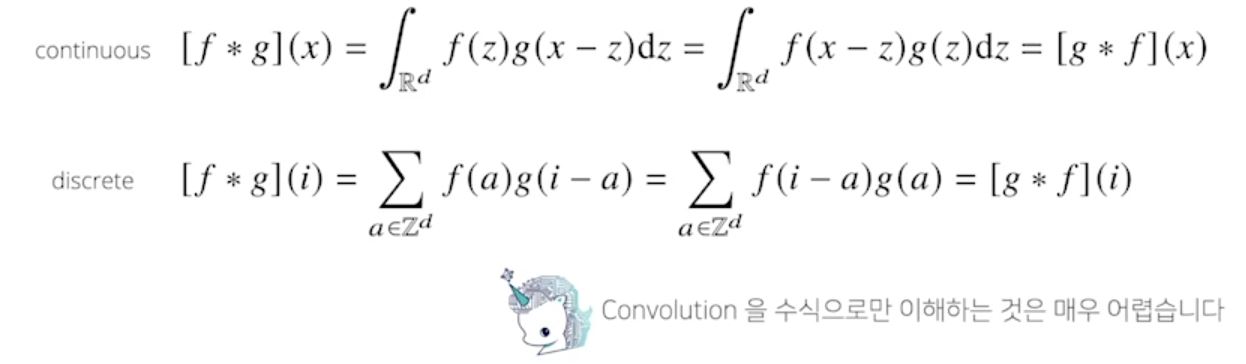 continuous [f * g](x) = ∫_{ℝ^d} f(z)g(x − z)dz = ∫_{ℝ^d} f(x − z)g(z)dz = [g * f](x)
discrete [f * g](i) = ∑_{a∈ℤ^d} f(a)g(i − a) = ∑_{a∈ℤ^d} f(i − a)g(a) = [g * f](i)
Convolution 을 수식으로만 이해하는 것은 매우 어렵습니다